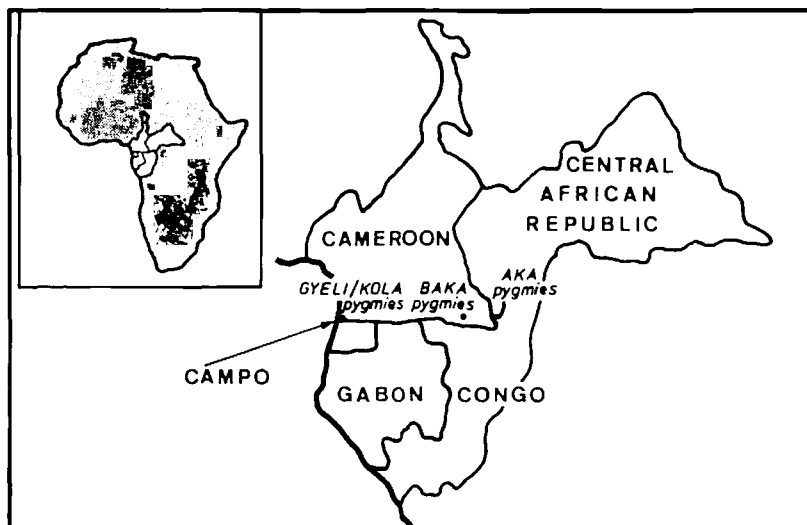 CENTRAL
AFRICAN
REPUBLIC
CAMEROON
GYELI/KOLA
pygmies
BAKA
pygmies
AKA
pygmies
CAMPO
GABON
CONGO